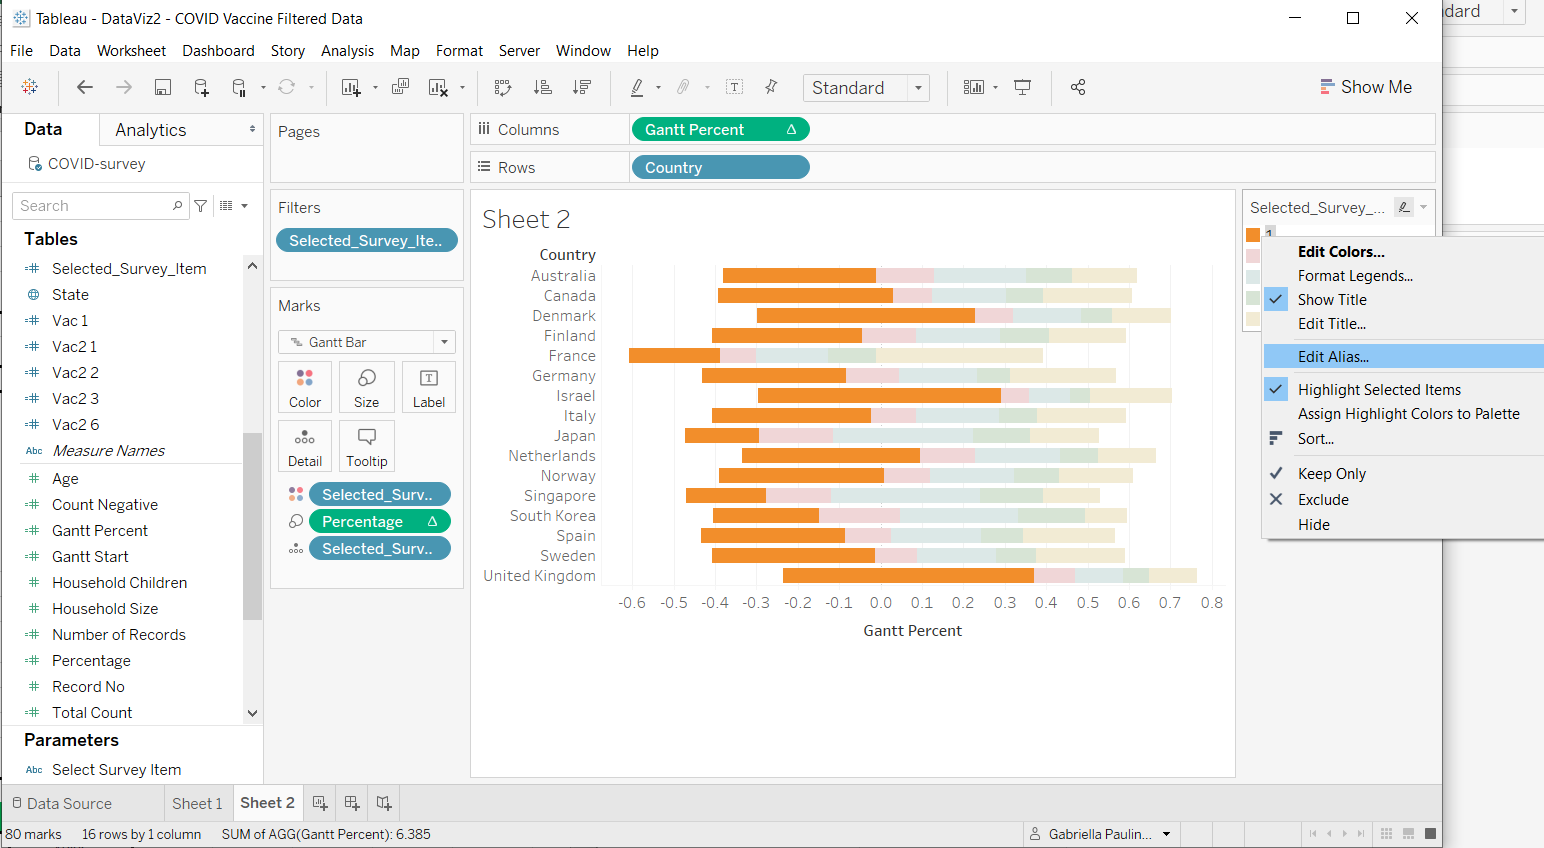 Tableau - DataViz2 - COVID Vaccine Filtered Data
dard
File Data Worksheet Dashboard Story Analysis Map Format Server Window Help
Standard
Show Me
Data
Analytics
COVID-survey
Search
Tables
Selected_Survey_Item
State
Vac 1
Vac2 1
Vac2 2
Vac2 3
Vac2 6
Abc Measure Names
Age
Count Negative
Gantt Percent
Gantt Start
Household Children
Household Size
Number of Records
Percentage
Record No
Total Count
Parameters
Abc Select Survey Item
Pages
Filters
Selected_Survey_Ite..
Marks
Gantt Bar
Color
Size
Label
Detail
Tooltip
Selected_Surv..
Percentage Δ
Selected_Surv..
Columns
Gantt Percent Δ
Rows
Country
Sheet 2
Country
Australia
Canada
Denmark
Finland
France
Germany
Israel
Italy
Japan
Netherlands
Norway
Singapore
South Korea
Spain
Sweden
United Kingdom
-0.6 -0.5 -0.4 -0.3 -0.2 -0.1 0.0 0.1 0.2 0.3 0.4 0.5 0.6 0.7 0.8
Gantt Percent
Selected_Survey_...
1
Edit Colors...
Format Legends...
Show Title
Edit Title...
Edit Alias...
Highlight Selected Items
Assign Highlight Colors to Palette
Sort...
Keep Only
Exclude
Hide
Data Source
Sheet 1
Sheet 2
80 marks
16 rows by 1 column
SUM of AGG(Gantt Percent): 6.385
Gabriella Paulin...